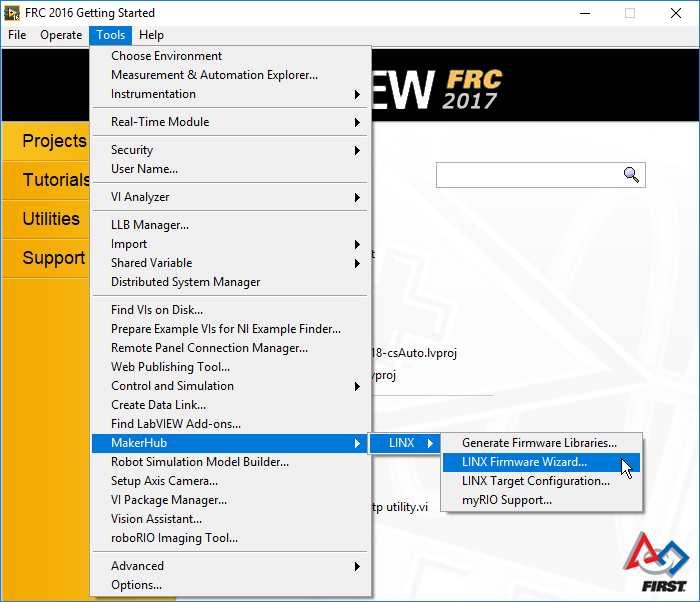 FRC 2016 Getting Started
File Operate Tools Help
EW FRC 2017
Projects
Tutorials
Utilities
Support
Choose Environment
Measurement & Automation Explorer...
Instrumentation
Real-Time Module
Security
User Name...
VI Analyzer
LLB Manager...
Import
Shared Variable
Distributed System Manager
Find VIs on Disk...
Prepare Example VIs for NI Example Finder...
Remote Panel Connection Manager...
Web Publishing Tool...
Control and Simulation
Create Data Link...
Find LabVIEW Add-ons...
MakerHub
Robot Simulation Model Builder...
Setup Axis Camera...
VI Package Manager...
Vision Assistant...
roboRIO Imaging Tool...
Advanced
Options...
LINX
Generate Firmware Libraries...
LINX Firmware Wizard...
LINX Target Configuration...
myRIO Support...
t
18-csAuto.lvproj
vproj
tp utility.vi
FIRST